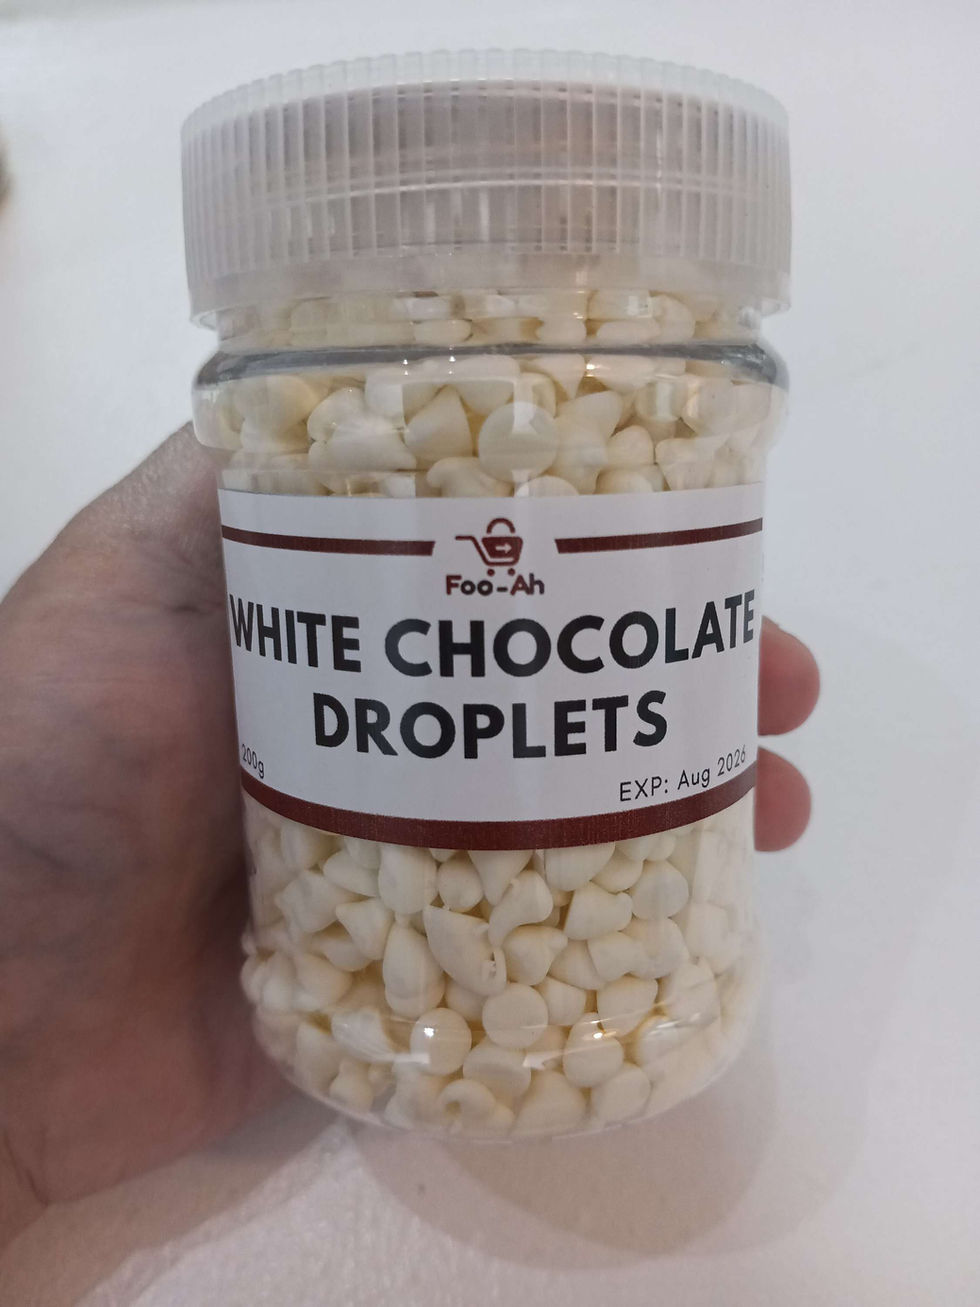 Foo-Ah
WHITE CHOCOLATE
DROPLETS
200g
EXP: Aug 2026